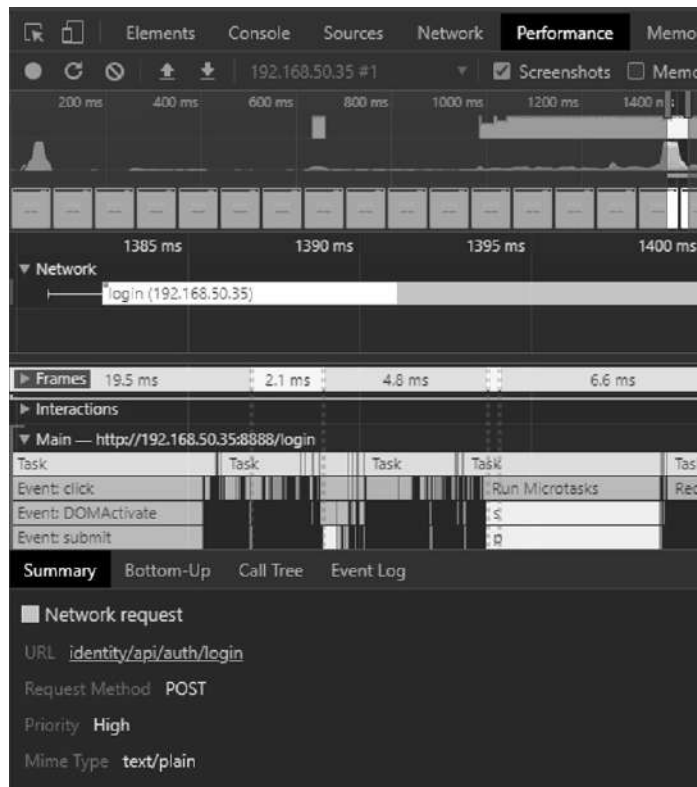 Elements Console Sources Network Performance Memo
192.168.50.35 #1 Screenshots Memo
200 ms 400 ms 600 ms 800 ms 1000 ms 1200 ms 1400 m
1385 ms 1390 ms 1395 ms 1400 ms
Network
login (192.168.50.35)
Frames 19.5 ms 2.1 ms 4.8 ms 6.6 ms
Interactions
Main — http://192.168.50.35:8888/login
Task Task Task Task Tas
Event: click Run Microtasks Rec
Event: DOMActivate s
Event: submit p
Summary Bottom-Up Call Tree Event Log
Network request
URL identity/api/auth/login
Request Method POST
Priority High
Mime Type text/plain